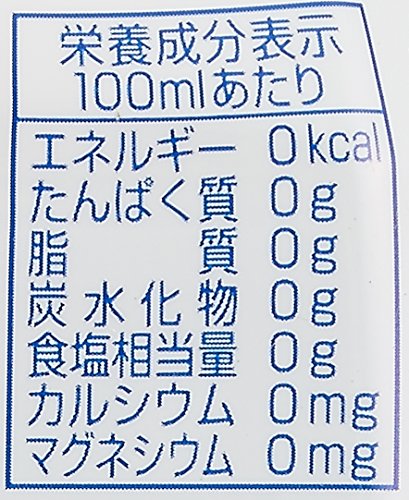 栄養成分表示
100mlあたり
エネルギー 0kcal
たんぱく質 0g
脂質 0g
炭水化物 0g
食塩相当量 0g
カルシウム 0mg
マグネシウム 0mg